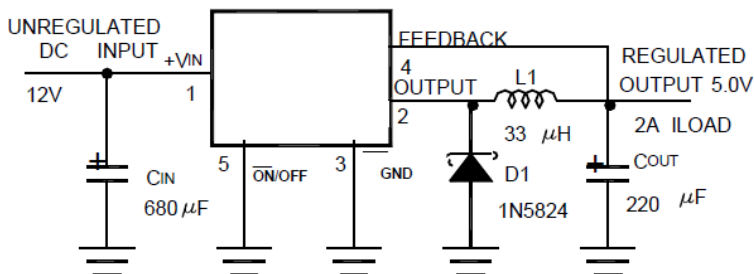 UNREGULATED
DC INPUT
+VIN
12V
1
FEEDBACK
4
OUTPUT
2
L1
33 μH
REGULATED
OUTPUT 5.0V
2A ILOAD
+
CIN
680 μF
5
ON/OFF
3
GND
D1
1N5824
+
COUT
220 μF